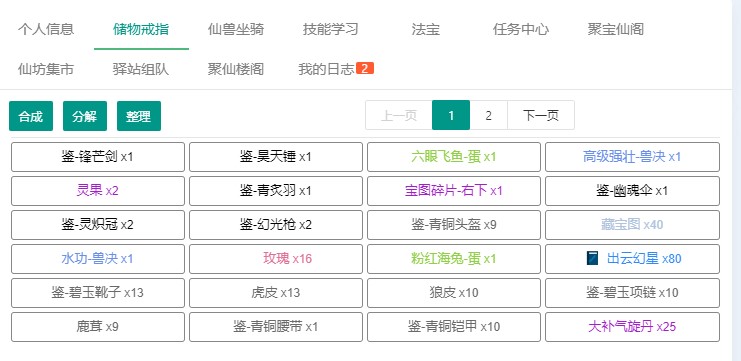 个人信息 储物戒指 仙兽坐骑 技能学习 法宝 任务中心 聚宝仙阁
仙坊集市 驿站组队 聚仙楼阁 我的日志 2
合成 分解 整理 上一页 1 2 下一页
鉴-锋芒剑 x1 鉴-昊天锤 x1 六眼飞鱼-蛋 x1 高级强壮-兽决 x1
灵果 x2 鉴-青炙羽 x1 宝图碎片-右下 x1 鉴-幽魂伞 x1
鉴-灵炽冠 x2 鉴-幻光枪 x2 鉴-青铜头盔 x9 藏宝图 x40
水功-兽决 x1 玫瑰 x16 粉红海兔-蛋 x1 出云幻星 x80
鉴-碧玉靴子 x13 虎皮 x13 狼皮 x10 鉴-碧玉项链 x10
鹿茸 x9 鉴-青铜腰带 x1 鉴-青铜铠甲 x10 大补气旋丹 x25